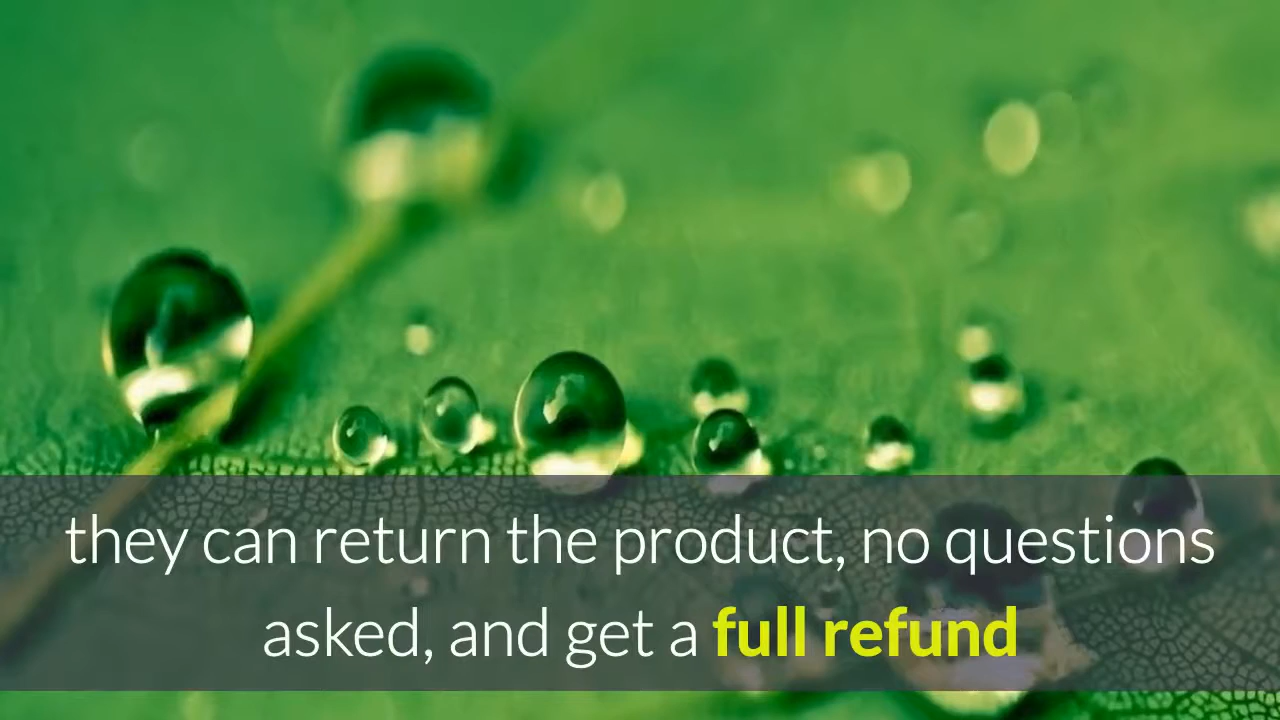 they can return the product, no questions
asked, and get a full refund